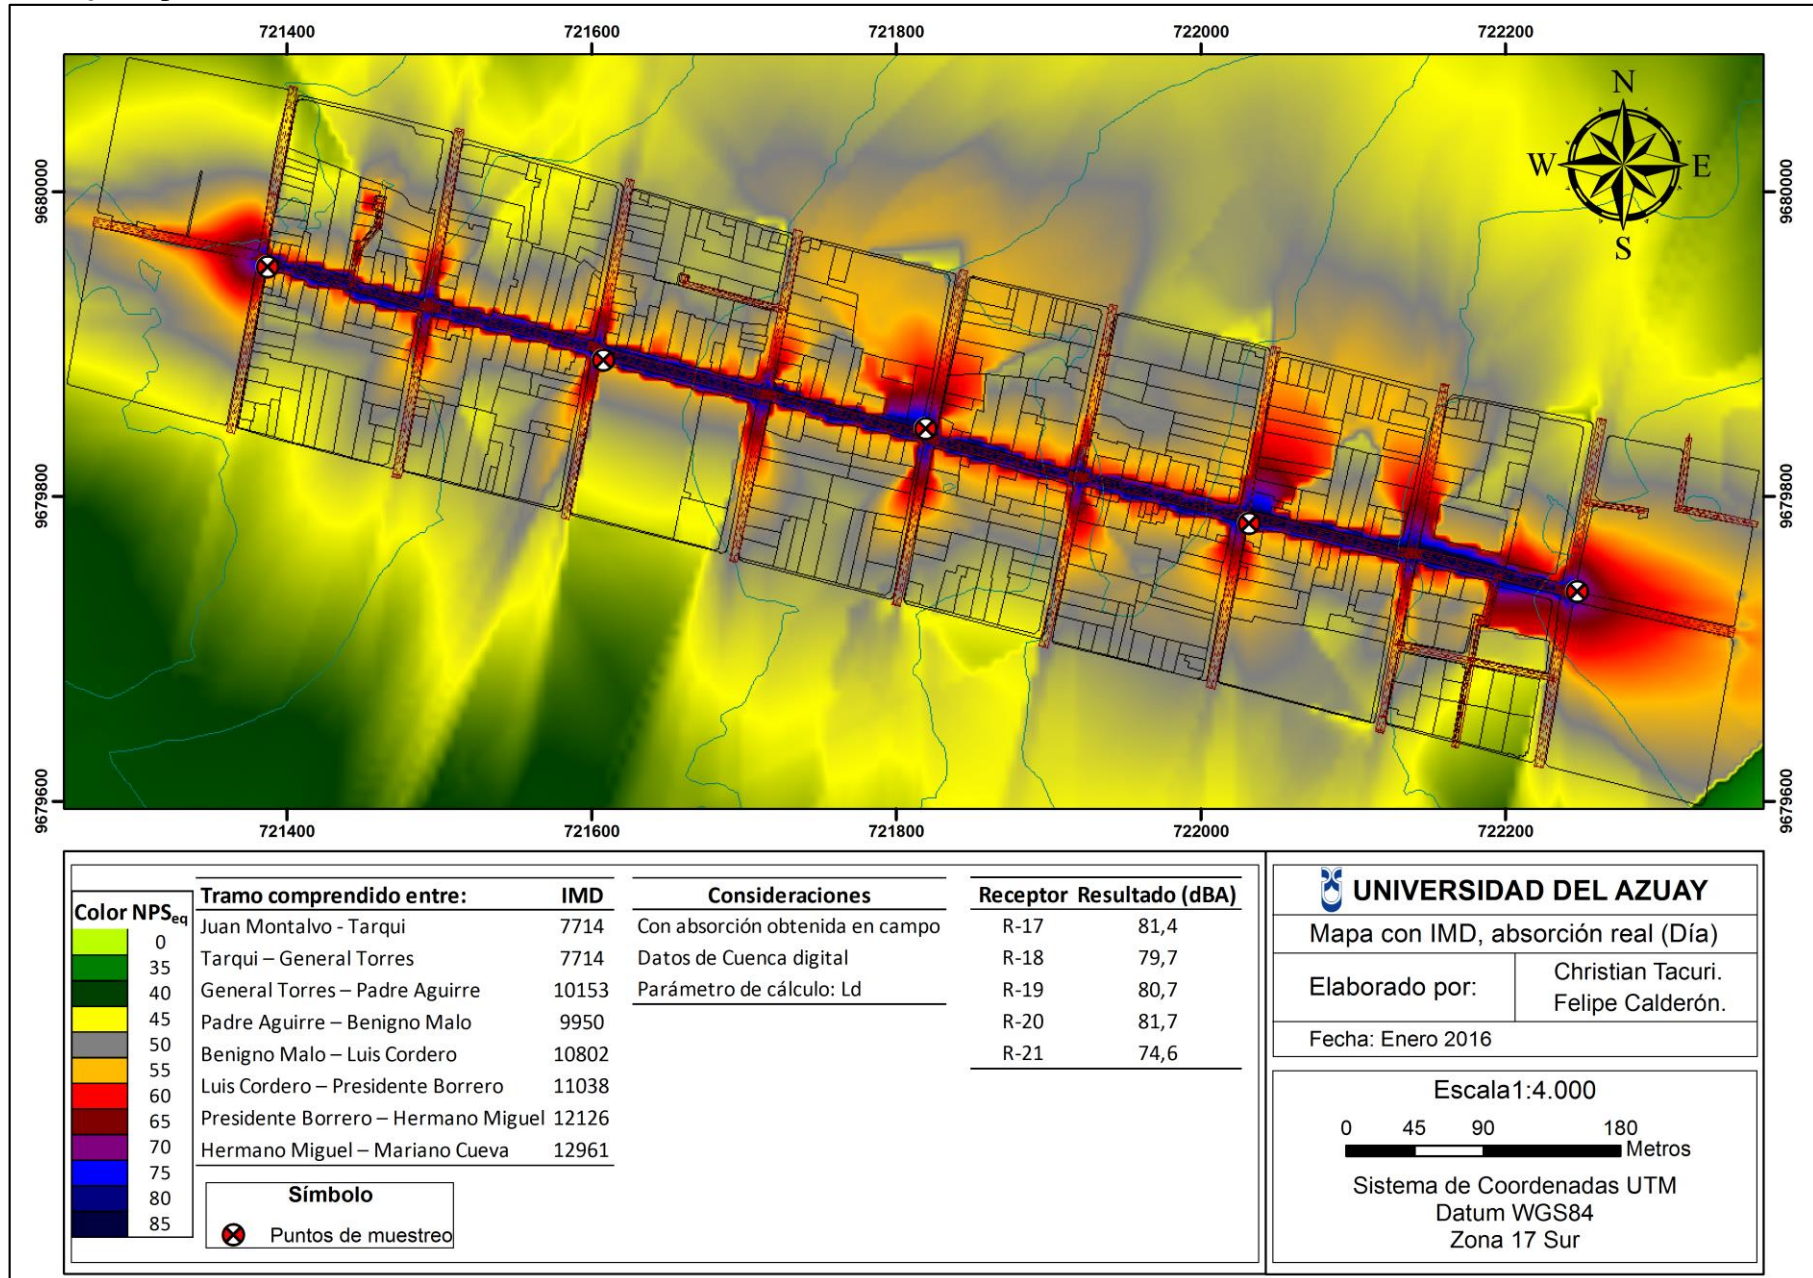 721400 721600 721800 722000 722200
9680000 9680000
9679800 9679800
9679600 9679600
N
W E
S
721400 721600 721800 722000 722200
Color NPSeq
0
35
40
45
50
55
60
65
70
75
80
85
Tramo comprendido entre: IMD
Juan Montalvo - Tarqui 7714
Tarqui – General Torres 7714
General Torres – Padre Aguirre 10153
Padre Aguirre – Benigno Malo 9950
Benigno Malo – Luis Cordero 10802
Luis Cordero – Presidente Borrero 11038
Presidente Borrero – Hermano Miguel 12126
Hermano Miguel – Mariano Cueva 12961
Símbolo
Puntos de muestreo
Consideraciones
Con absorción obtenida en campo
Datos de Cuenca digital
Parámetro de cálculo: Ld
Receptor Resultado (dBA)
R-17 81,4
R-18 79,7
R-19 80,7
R-20 81,7
R-21 74,6
UNIVERSIDAD DEL AZUAY
Mapa con IMD, absorción real (Día)
Elaborado por:
Christian Tacuri.
Felipe Calderón.
Fecha: Enero 2016
Escala1:4.000
0 45 90 180
Metros
Sistema de Coordenadas UTM
Datum WGS84
Zona 17 Sur